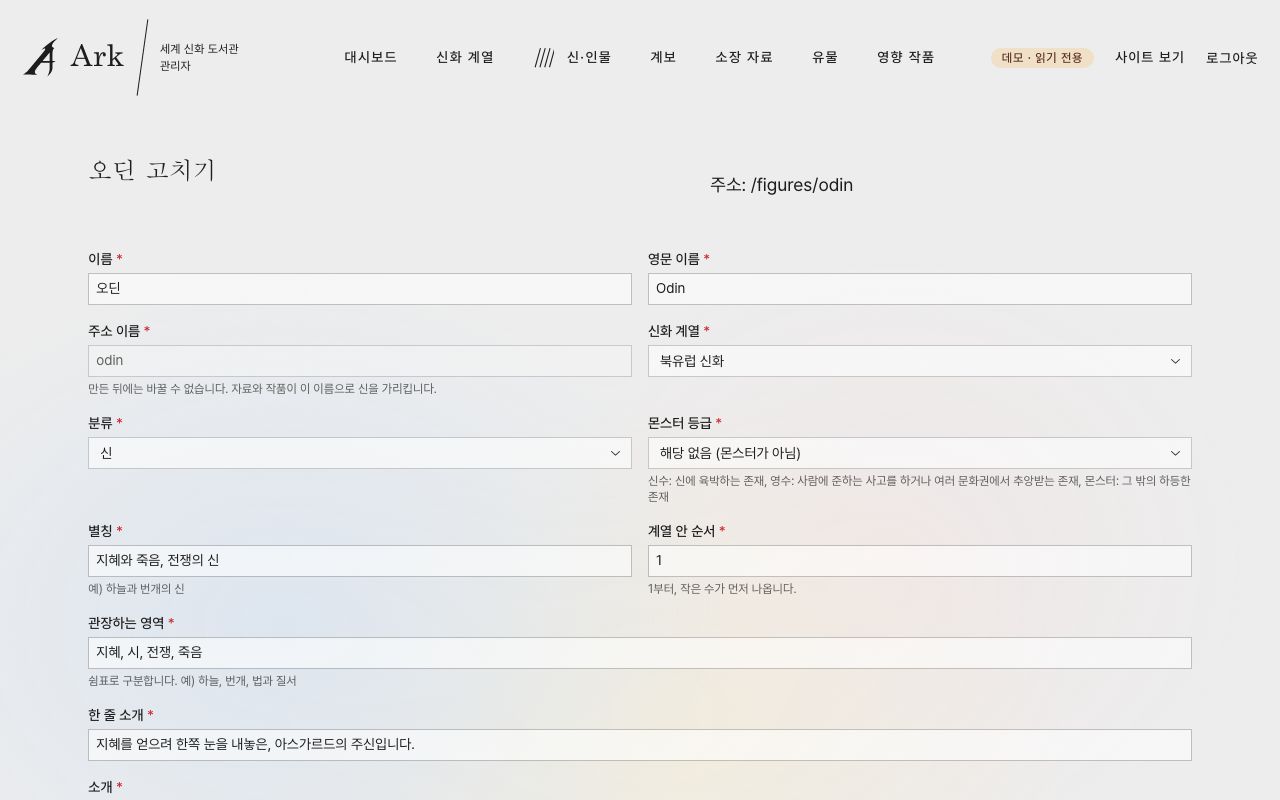 Ark
세계 신화 도서관
관리자
대시보드
신화 계열
신·인물
계보
소장 자료
유물
영향 작품
데모 · 읽기 전용
사이트 보기
로그아웃
오딘 고치기
주소: /figures/odin
이름 *
오딘
영문 이름 *
Odin
주소 이름 *
odin
만든 뒤에는 바꿀 수 없습니다. 자료와 작품이 이 이름으로 신을 가리킵니다.
신화 계열 *
북유럽 신화
분류 *
신
몬스터 등급 *
해당 없음 (몬스터가 아님)
신수: 신에 육박하는 존재, 영수: 사람에 준하는 사고를 하거나 여러 문화권에서 추앙받는 존재, 몬스터: 그 밖의 하등한
존재
별칭 *
지혜와 죽음, 전쟁의 신
예) 하늘과 번개의 신
계열 안 순서 *
1
1부터, 작은 수가 먼저 나옵니다.
관장하는 영역 *
지혜, 시, 전쟁, 죽음
쉼표로 구분합니다. 예) 하늘, 번개, 법과 질서
한 줄 소개 *
지혜를 얻으려 한쪽 눈을 내놓은, 아스가르드의 주신입니다.
소개 *